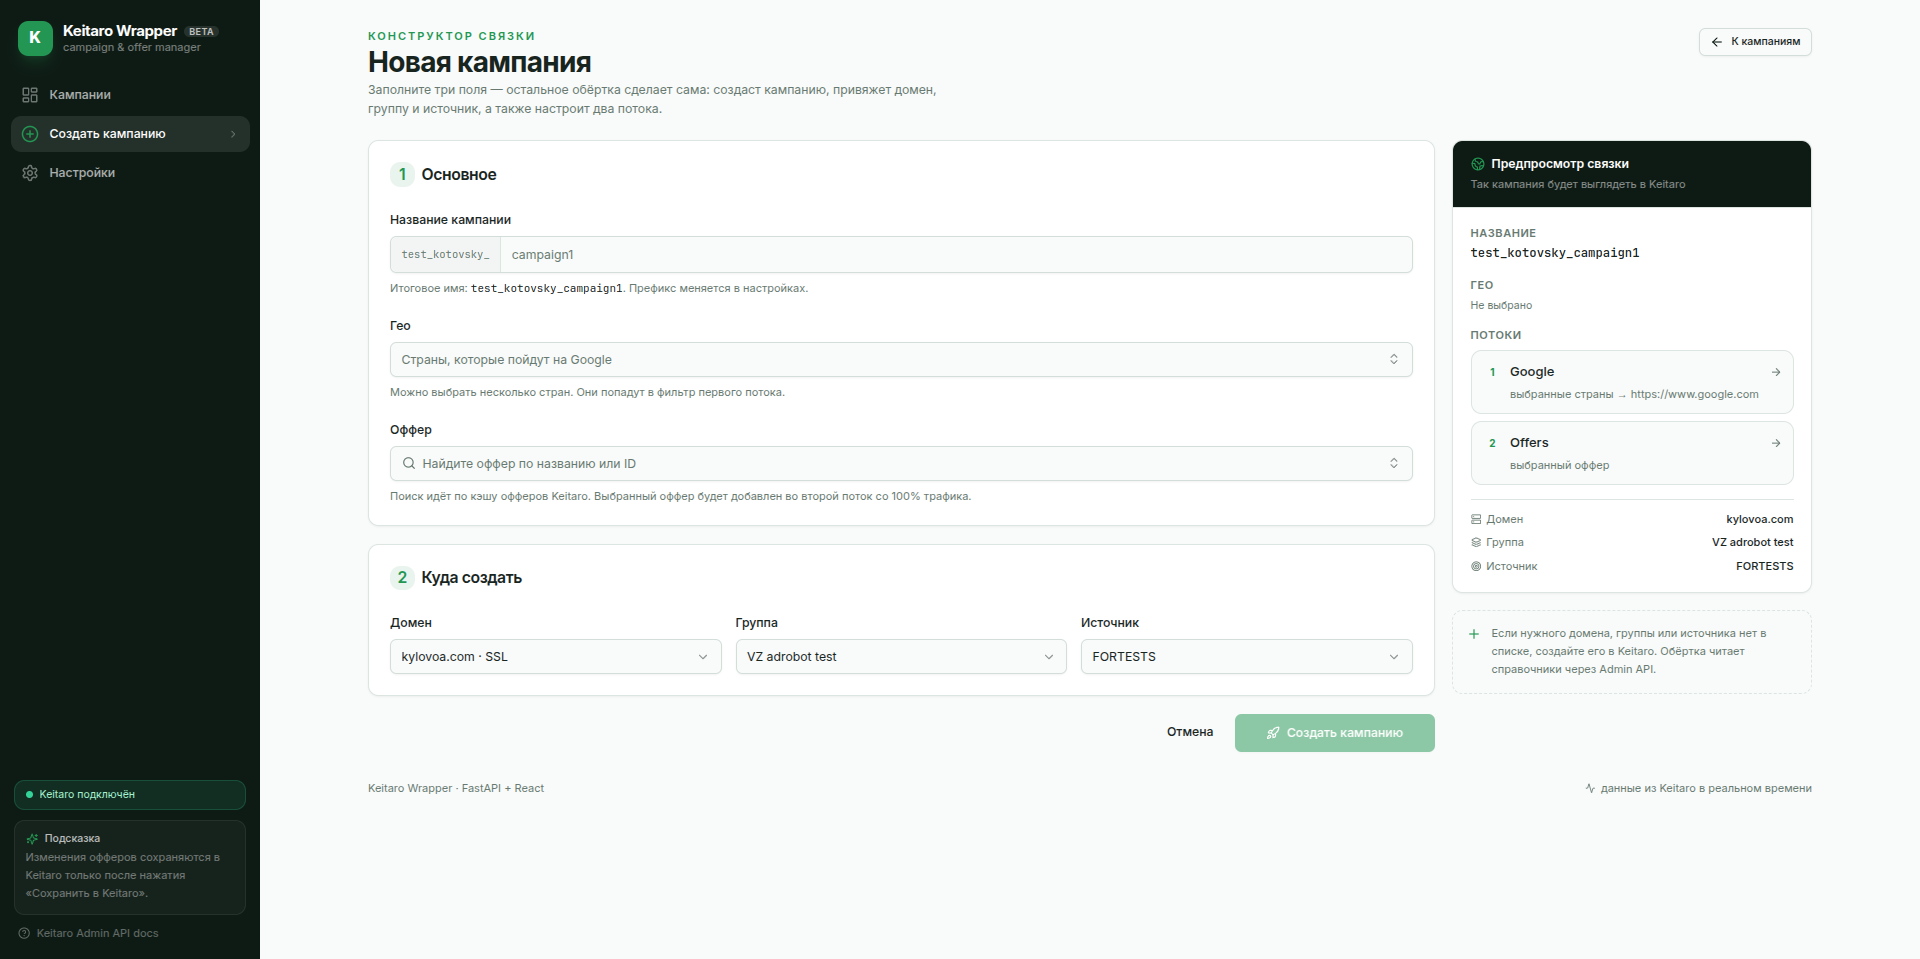 K
Keitaro Wrapper BETA
campaign & offer manager
Кампании
Создать кампанию
Настройки
Keitaro подключён
Подсказка
Изменения офферов сохраняются в
Keitaro только после нажатия
«Сохранить в Keitaro».
Keitaro Admin API docs
КОНСТРУКТОР СВЯЗКИ
Новая кампания
Заполните три поля — остальное обёртка сделает сама: создаст кампанию, привяжет домен,
группу и источник, а также настроит два потока.
К кампаниям
1 Основное
Название кампании
test_kotovsky_ campaign1
Итоговое имя: test_kotovsky_campaign1. Префикс меняется в настройках.
Гео
Страны, которые пойдут на Google
Можно выбрать несколько стран. Они попадут в фильтр первого потока.
Оффер
Найдите оффер по названию или ID
Поиск идёт по кэшу офферов Keitaro. Выбранный оффер будет добавлен во второй поток со 100% трафика.
2 Куда создать
Домен Группа Источник
kylovoa.com · SSL VZ adrobot test FORTESTS
Отмена Создать кампанию
Предпросмотр связки
Так кампания будет выглядеть в Keitaro
НАЗВАНИЕ
test_kotovsky_campaign1
ГЕО
Не выбрано
ПОТОКИ
1 Google →
выбранные страны → https://www.google.com
2 Offers →
выбранный оффер
Домен kylovoa.com
Группа VZ adrobot test
Источник FORTESTS
Если нужного домена, группы или источника нет в
списке, создайте его в Keitaro. Обёртка читает
справочники через Admin API.
Keitaro Wrapper · FastAPI + React
данные из Keitaro в реальном времени